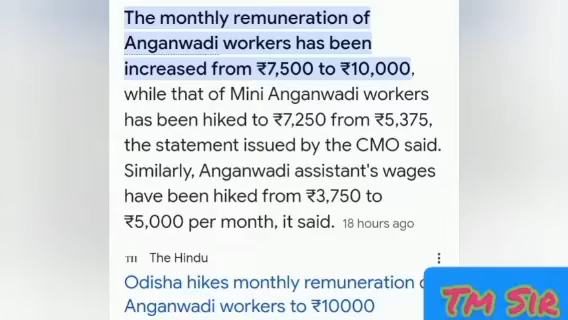 The monthly remuneration of
Anganwadi workers has been
increased from ₹7,500 to ₹10,000,
while that of Mini Anganwadi workers
has been hiked to ₹7,250 from ₹5,375,
the statement issued by the CMO said.
Similarly, Anganwadi assistant's wages
have been hiked from ₹3,750 to
₹5,000 per month, it said. 18 hours ago
TH The Hindu
Odisha hikes monthly remuneration
Anganwadi workers to ₹10000
TM SIR